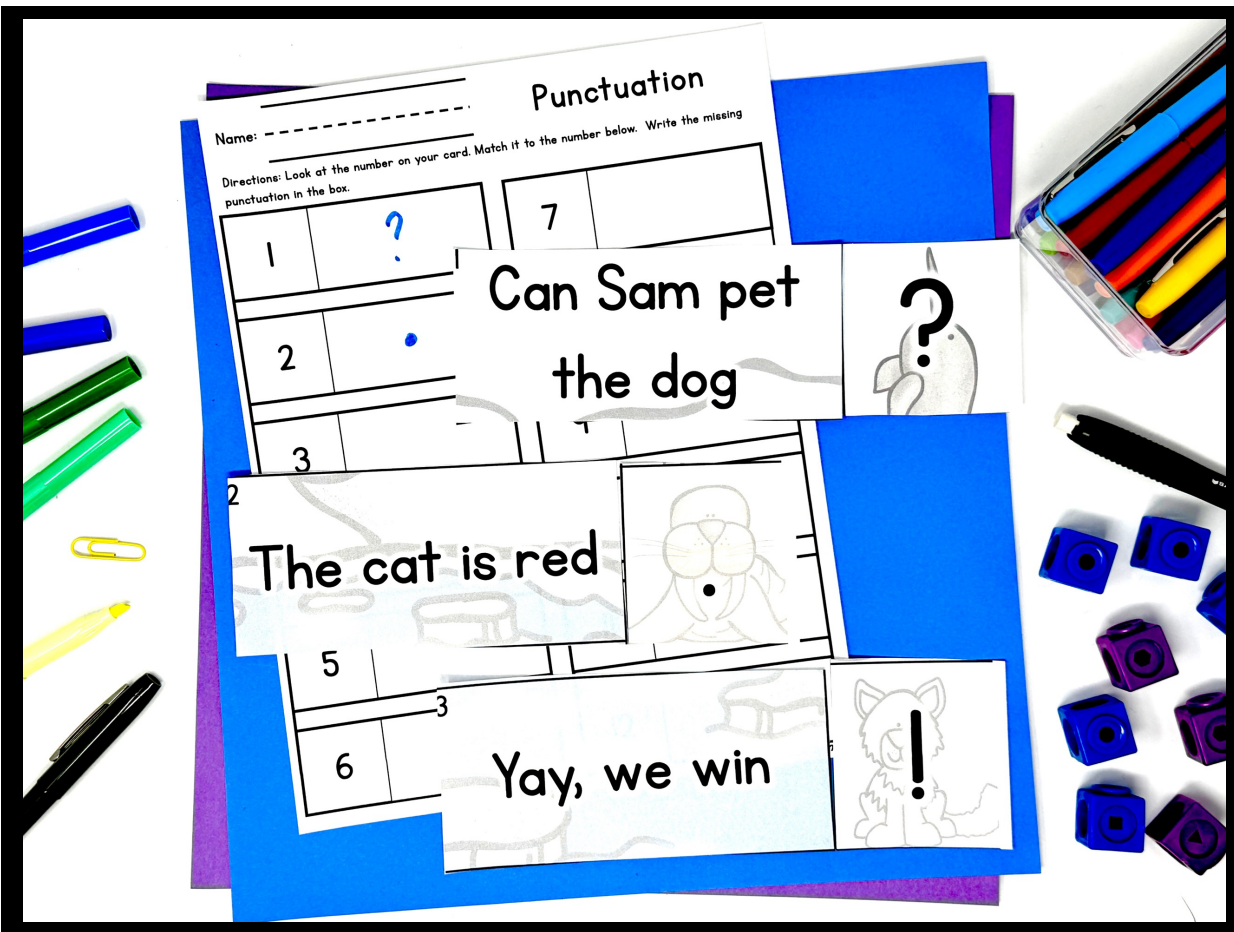 Punctuation
Name:
Directions: Look at the number on your card. Match it to the number below. Write the missing
punctuation in the box.
1 ?
7
Can Sam pet
the dog
?
2 .
3
2
The cat is red
.
5
3
Yay, we win
!
6